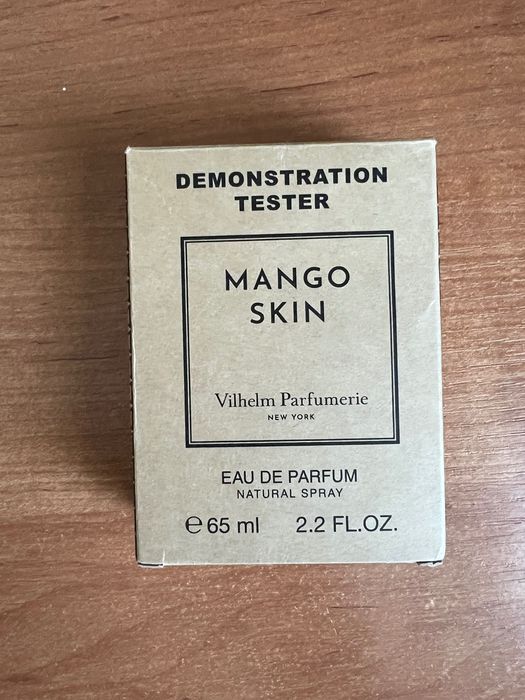 DEMONSTRATION
TESTER
MANGO
SKIN
Vilhelm Parfumerie
NEW YORK
EAU DE PARFUM
NATURAL SPRAY
℮ 65 ml 2.2 FL.OZ.